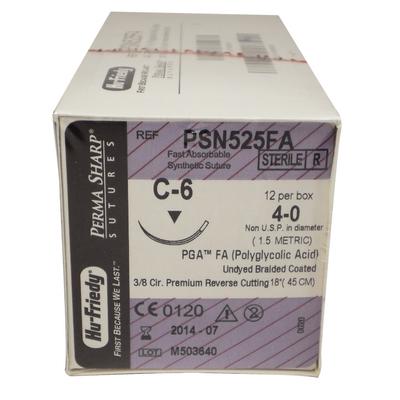 PERMA SHARP®
SUTURES
Hu-Friedy
FIRST BECAUSE WE LAST.™
REF PSN525FA
Fast Absorbable
Synthetic Suture
STERILE R
C-6
12 per box
4-0
Non U.S.P. in diameter
( 1.5 METRIC)
PGA™ FA (Polyglycolic Acid)
Undyed Braided Coated
3/8 Cir. Premium Reverse Cutting 18" ( 45 CM)
CE 0120
2014 - 07
LOT M503640
Hu-Friedy